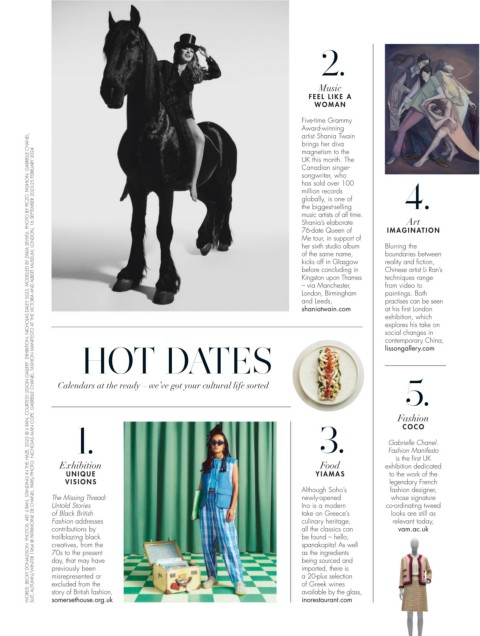 2.
Music
FEEL LIKE A
WOMAN
Five-time Grammy
Award-winning
artist Shania Twain
brings her diva
magnetism to the
UK this month. The
Canadian singer-
songwriter, who
has sold over 100
million records
globally, is one of
the biggest-selling
music artists of all time.
Shania's elaborate
76-date Queen of
Me tour, in support of
her sixth studio album
of the same name,
kicks off in Glasgow
before concluding in
Kingston upon Thames
– via Manchester,
London, Birmingham
and Leeds,
shaniatwain.com
4.
Art
IMAGINATION
Blurring the
boundaries between
reality and fiction,
Chinese artist Li Ran's
techniques range
from video to
paintings. Both
practises can be seen
at his first London
exhibition, which
explores his take on
social changes in
contemporary China,
lissongallery.com
HOT DATES
Calendars at the ready – we've got your cultural life sorted
1.
Exhibition
UNIQUE
VISIONS
The Missing Thread:
Untold Stories
of Black British
Fashion addresses
contributions by
trailblazing black
creatives, from the
70s to the present
day, that may have
previously been
misrepresented or
excluded from the
story of British fashion,
somersethouse.org.uk
3.
Food
YIAMAS
Although Soho's
newly-opened
Ino is a modern
take on Greece's
culinary heritage,
all the classics can
be found – hello,
spanakopita! As well
as the ingredients
being sourced
and imported, there is
a 20-plus selection
of Greek wines
available by the glass,
inorestaurant.com
5.
Fashion
COCO
Gabrielle Chanel.
Fashion Manifesto
is the first UK
exhibition dedicated
to the work of the
legendary French
fashion designer,
whose signature
co-ordinating tweed
looks are still as
relevant today,
vam.ac.uk